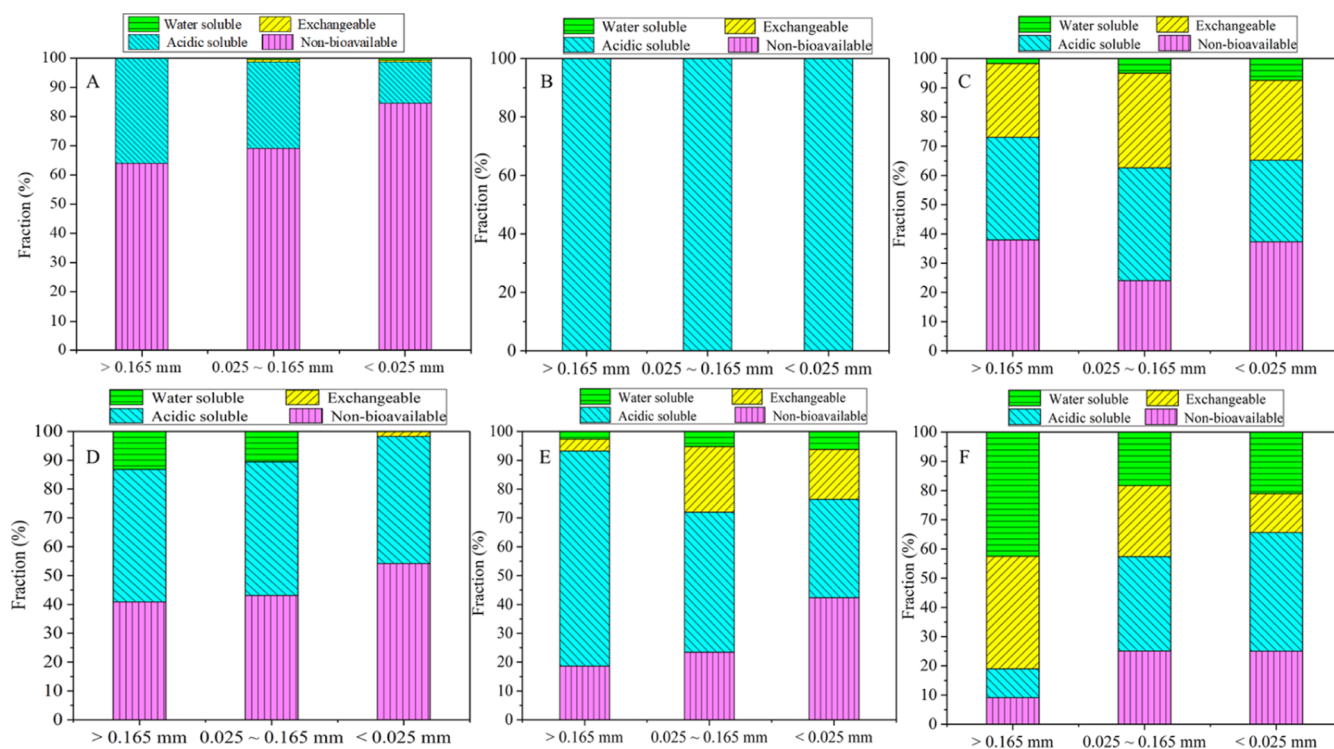 Water soluble Exchangeable
Acidic soluble Non-bioavailable
A
Fraction (%)
100
90
80
70
60
50
40
30
20
10
0
> 0.165 mm 0.025 ~ 0.165 mm < 0.025 mm
Water soluble Exchangeable
Acidic soluble Non-bioavailable
B
Fraction (%)
100
80
60
40
20
0
> 0.165 mm 0.025 ~ 0.165 mm < 0.025 mm
Water soluble Exchangeable
Acidic soluble Non-bioavailable
C
Fraction (%)
100
90
80
70
60
50
40
30
20
10
0
> 0.165 mm 0.025 ~ 0.165 mm < 0.025 mm
Water soluble Exchangeable
Acidic soluble Non-bioavailable
D
Fraction (%)
100
90
80
70
60
50
40
30
20
10
0
> 0.165 mm 0.025 ~ 0.165 mm < 0.025 mm
Water soluble Exchangeable
Acidic soluble Non-bioavailable
E
Fraction (%)
100
90
80
70
60
50
40
30
20
10
0
> 0.165 mm 0.025 ~ 0.165 mm < 0.025 mm
Water soluble Exchangeable
Acidic soluble Non-bioavailable
F
Fraction (%)
100
90
80
70
60
50
40
30
20
10
0
> 0.165 mm 0.025 ~ 0.165 mm < 0.025 mm